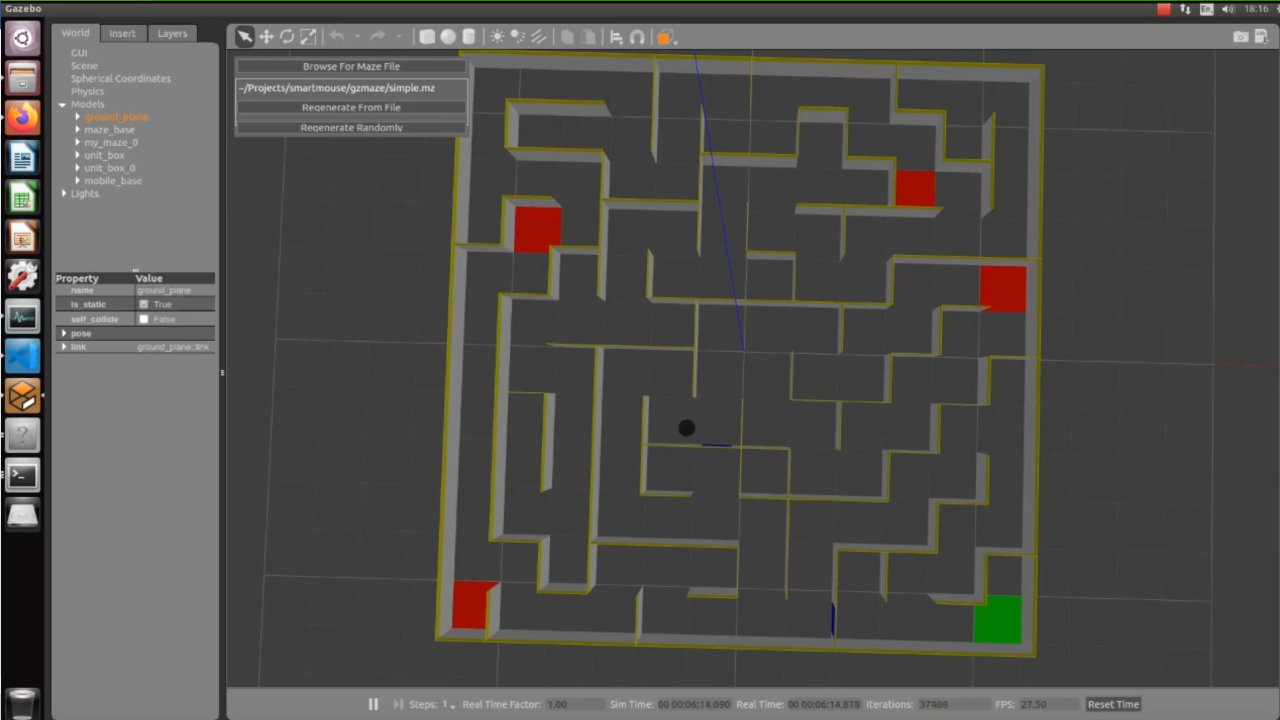 Gazebo
En
18:16
World Insert Layers
GUI
Scene
Spherical Coordinates
Physics
Models
ground_plane
maze_base
my_maze_0
unit_box
unit_box_0
mobile_base
Lights
Property Value
name ground_plane
is_static True
self_collide False
pose
link ground_plane::link
Browse For Maze File
~/Projects/smartmouse/gzmaze/simple.mz
Regenerate From File
Regenerate Randomly
Steps: 1 Real Time Factor: 1.00 Sim Time: 00 00:06:14.090 Real Time: 00 00:06:14.878 Iterations: 37409 FPS: 27.50 Reset Time